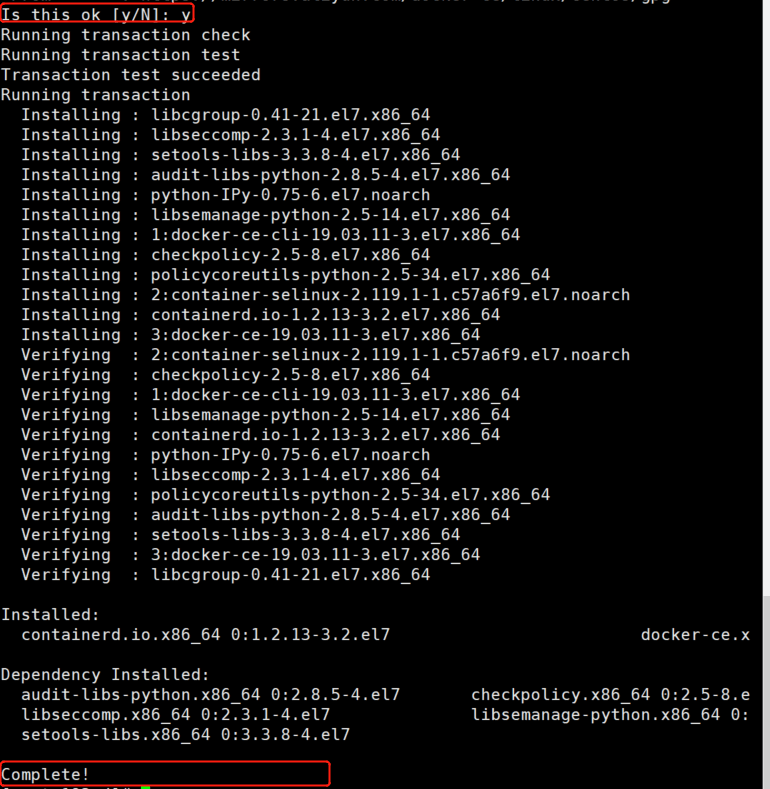 Is this ok [y/N]: y
Running transaction check
Running transaction test
Transaction test succeeded
Running transaction
  Installing : libcgroup-0.41-21.el7.x86_64
  Installing : libseccomp-2.3.1-4.el7.x86_64
  Installing : setools-libs-3.3.8-4.el7.x86_64
  Installing : audit-libs-python-2.8.5-4.el7.x86_64
  Installing : python-IPy-0.75-6.el7.noarch
  Installing : libsemanage-python-2.5-14.el7.x86_64
  Installing : 1:docker-ce-cli-19.03.11-3.el7.x86_64
  Installing : checkpolicy-2.5-8.el7.x86_64
  Installing : policycoreutils-python-2.5-34.el7.x86_64
  Installing : 2:container-selinux-2.119.1-1.c57a6f9.el7.noarch
  Installing : containerd.io-1.2.13-3.2.el7.x86_64
  Installing : 3:docker-ce-19.03.11-3.el7.x86_64
  Verifying  : 2:container-selinux-2.119.1-1.c57a6f9.el7.noarch
  Verifying  : checkpolicy-2.5-8.el7.x86_64
  Verifying  : 1:docker-ce-cli-19.03.11-3.el7.x86_64
  Verifying  : libsemanage-python-2.5-14.el7.x86_64
  Verifying  : containerd.io-1.2.13-3.2.el7.x86_64
  Verifying  : python-IPy-0.75-6.el7.noarch
  Verifying  : libseccomp-2.3.1-4.el7.x86_64
  Verifying  : policycoreutils-python-2.5-34.el7.x86_64
  Verifying  : audit-libs-python-2.8.5-4.el7.x86_64
  Verifying  : setools-libs-3.3.8-4.el7.x86_64
  Verifying  : 3:docker-ce-19.03.11-3.el7.x86_64
  Verifying  : libcgroup-0.41-21.el7.x86_64
Installed:
  containerd.io.x86_64 0:1.2.13-3.2.el7 docker-ce.x
Dependency Installed:
  audit-libs-python.x86_64 0:2.8.5-4.el7 checkpolicy.x86_64 0:2.5-8.e
  libseccomp.x86_64 0:2.3.1-4.el7 libsemanage-python.x86_64 0:
  setools-libs.x86_64 0:3.3.8-4.el7
Complete!